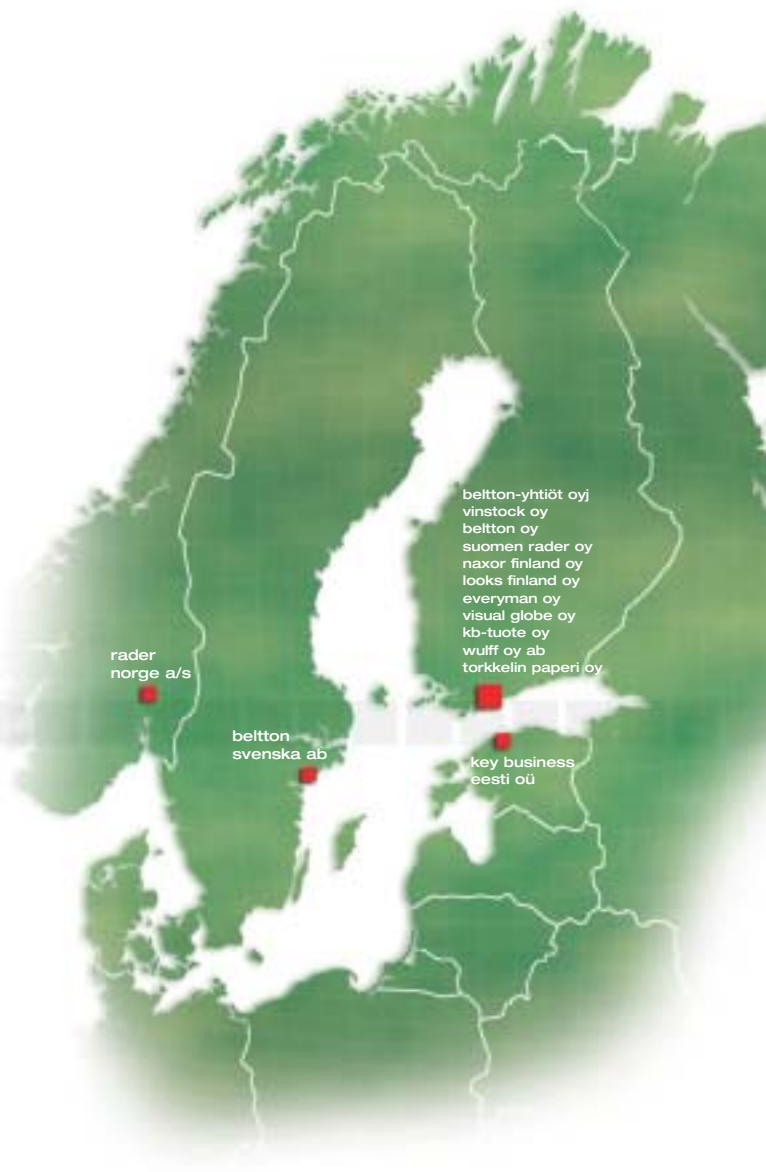 beltton-yhtiöt oyj
vinstock oy
beltton oy
suomen rader oy
naxor finland oy
looks finland oy
everyman oy
visual globe oy
kb-tuote oy
wulff oy ab
torkkelin paperi oy
rader
norge a/s
beltton
svenska ab
key business
eesti oü